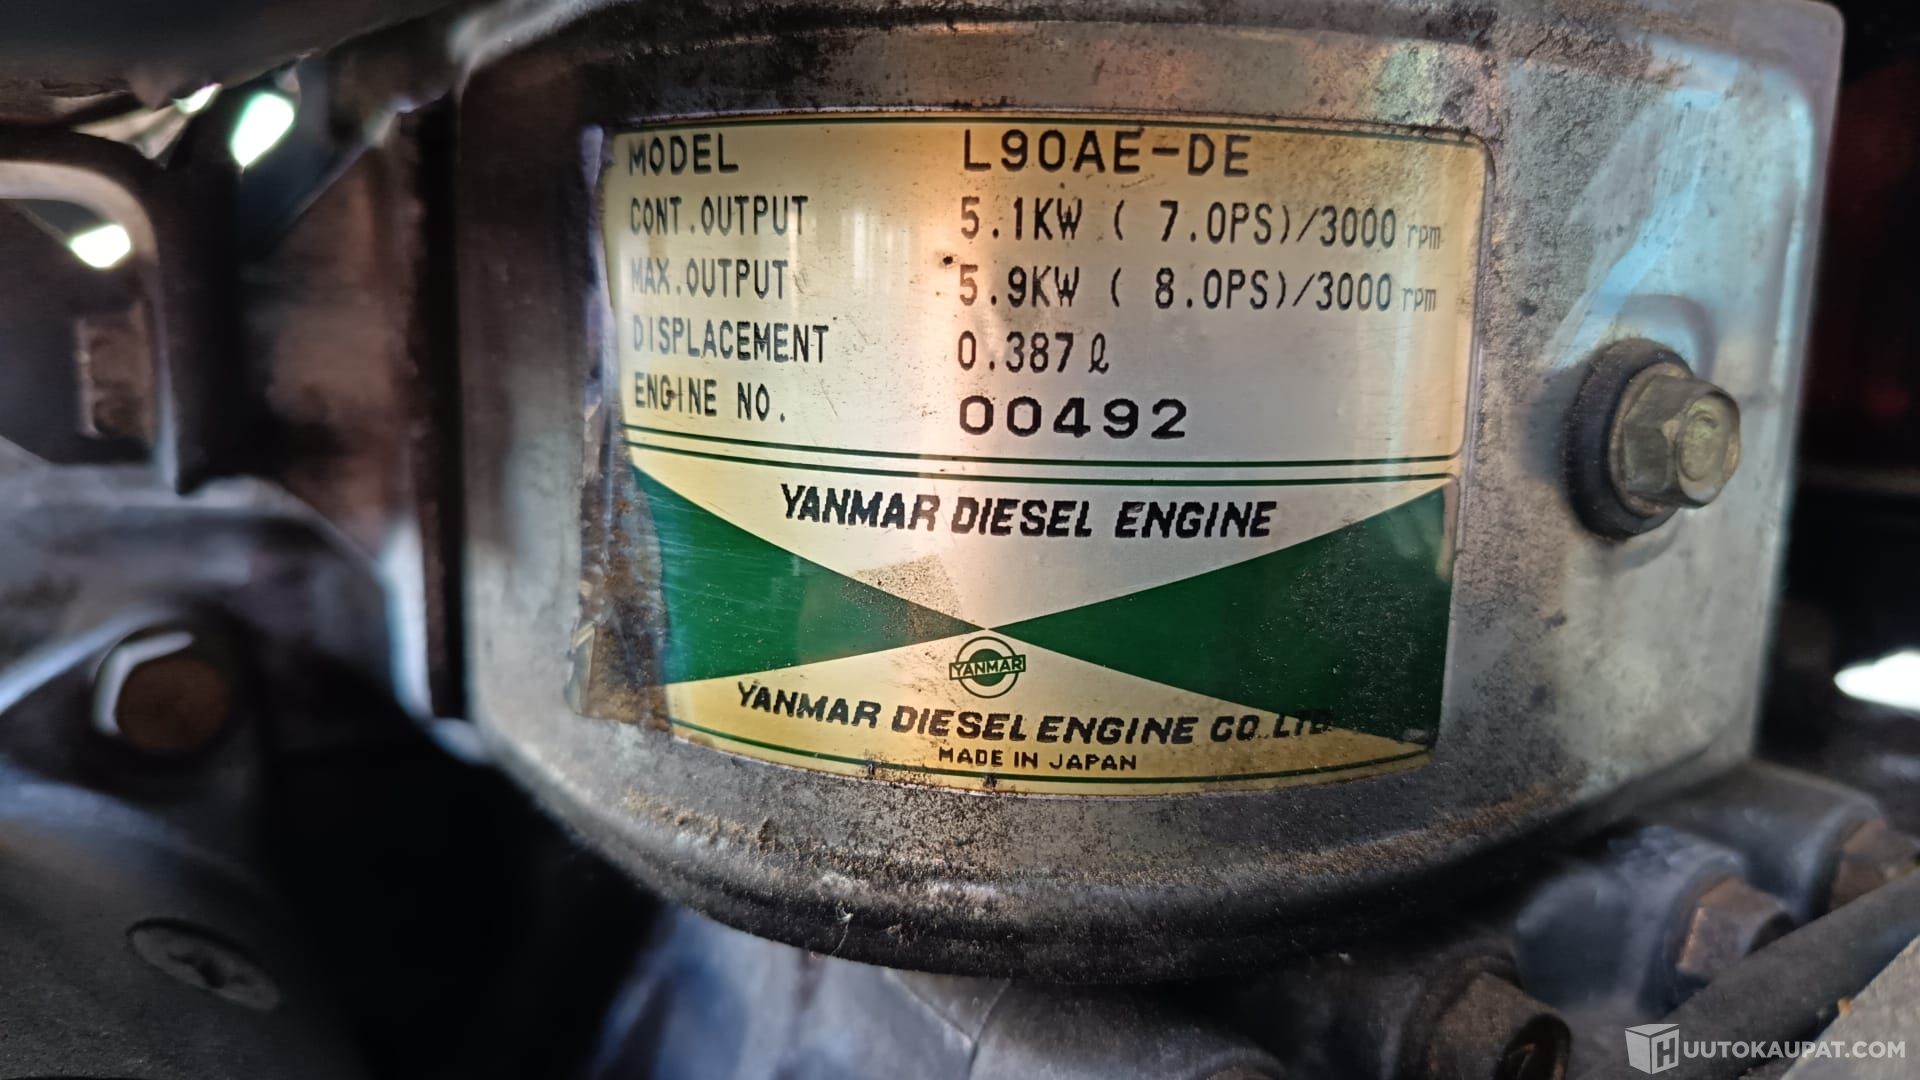 MODEL L90AE-DE
CONT.OUTPUT 5.1KW ( 7.0PS)/3000 rpm
MAX.OUTPUT 5.9KW ( 8.0PS)/3000 rpm
DISPLACEMENT 0.387 ℓ
ENGINE NO. 00492
YANMAR DIESEL ENGINE
YANMAR
YANMAR DIESEL ENGINE CO.,LTD.
MADE IN JAPAN
HUUTOKAUPAT.COM